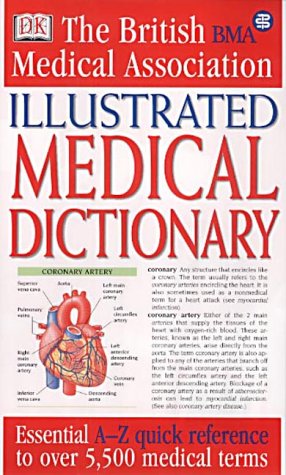 DK
The British BMA
Medical Association
ILLUSTRATED
MEDICAL
DICTIONARY
CORONARY ARTERY
Superior
vena cava
Aorta
Left main
coronary
artery
Pulmonary
veins
Left
circumflex
artery
Right
main
coronary
artery
Left
anterior
descending
artery
Inferior
vena cava
Descending
aorta
coronary Any structure that encircles like
a crown. The term usually refers to the
coronary arteries encircling the heart. It is
also sometimes used as a nonmedical
term for a heart attack (see myocardial
infarction).
coronary artery Either of the 2 main
arteries that supply the tissues of the
heart with oxygen-rich blood. These ar-
teries, known as the left and right main
coronary arteries, arise directly from the
aorta. The term coronary artery is also ap-
plied to any of the arteries that branch off
from the main coronary arteries, such as
the left circumflex artery and the left
anterior descending artery. Blockage of a
coronary artery as a result of atheroscler-
osis can lead to myocardial infarction.
(See also coronary artery disease.)
Essential A–Z quick reference
to over 5,500 medical terms